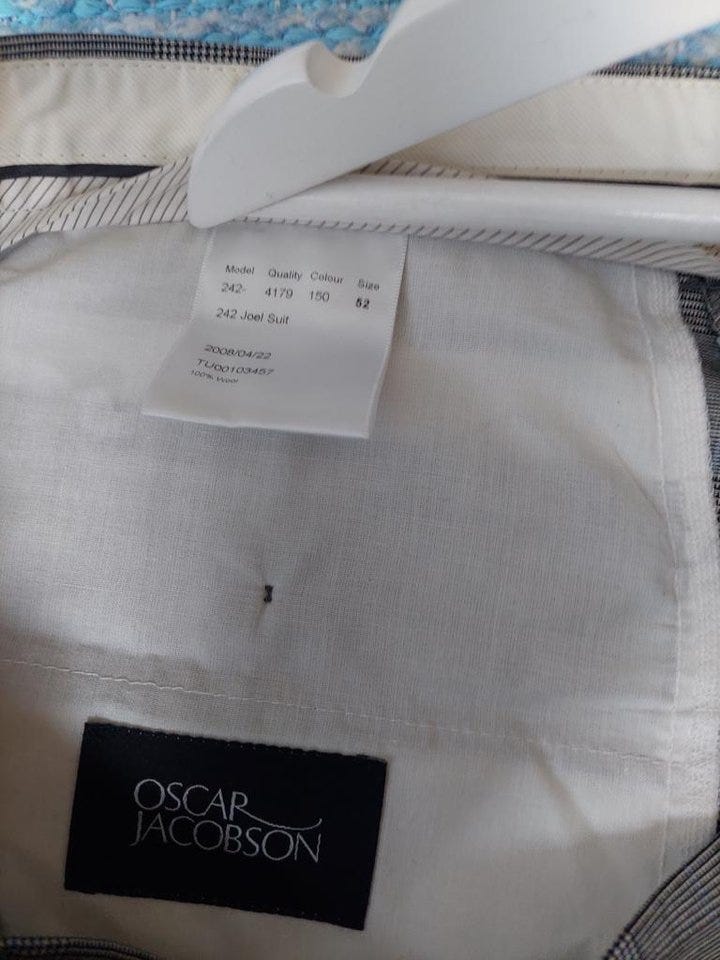 Model Quality Colour Size
242- 4179 150 52
242 Joel Suit
2008/04/22
TU00103457
100% Wool
OSCAR
JACOBSON